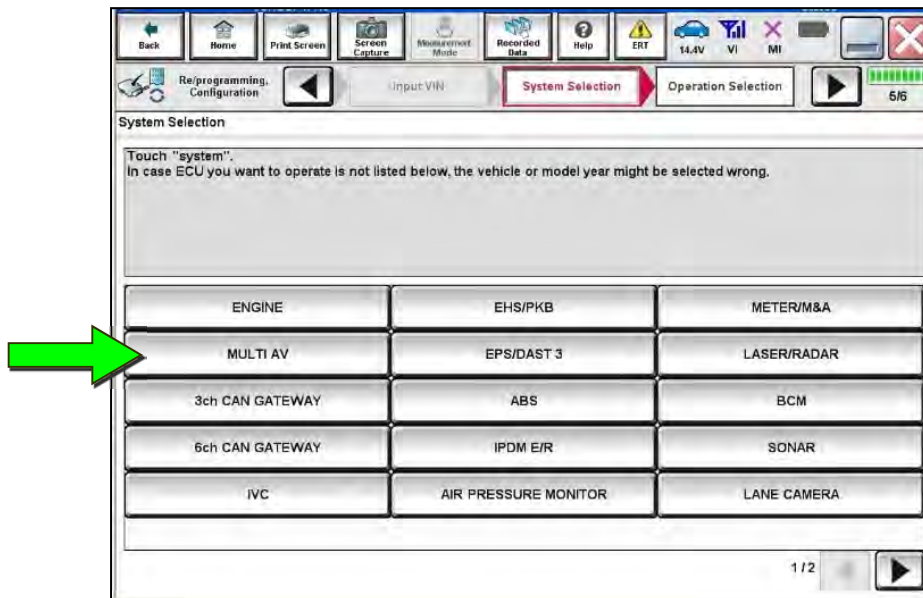 Back
Home
Print Screen
Screen
Capture
Measurement
Mode
Recorded
Data
Help
ERT
14.4V
VI
MI
Re/programming,
Configuration
Input VIN
System Selection
Operation Selection
System Selection
Touch "system".
In case ECU you want to operate is not listed below, the vehicle or model year might be selected wrong.
ENGINE
EHS/PKB
METER/M&A
MULTI AV
EPS/DAST 3
LASER/RADAR
3ch CAN GATEWAY
ABS
BCM
6ch CAN GATEWAY
IPDM E/R
SONAR
IVC
AIR PRESSURE MONITOR
LANE CAMERA
1/2